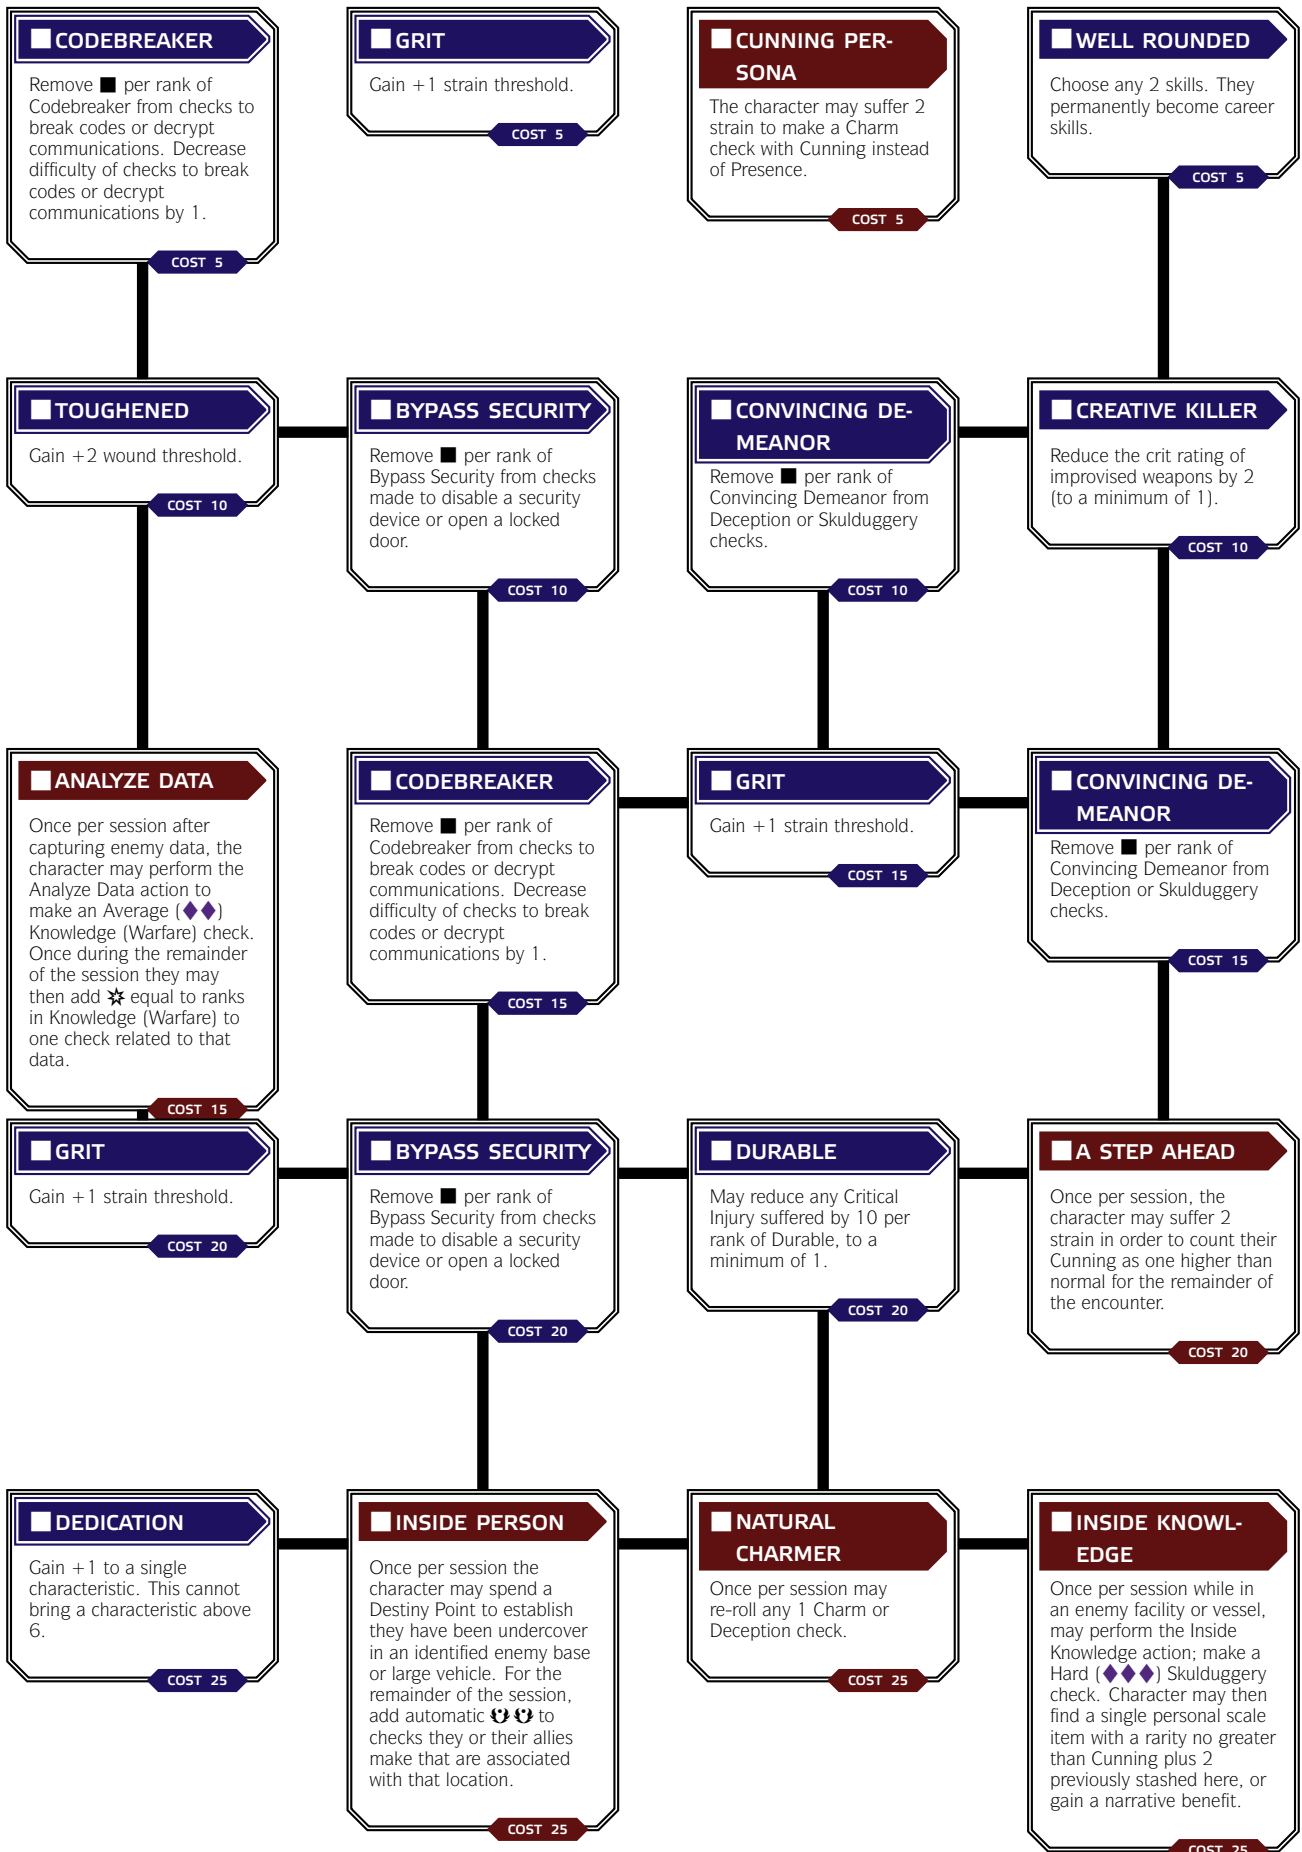 CODEBREAKER
Remove ■ per rank of
Codebreaker from checks to
break codes or decrypt
communications. Decrease
difficulty of checks to break
codes or decrypt
communications by 1.
COST 5
GRIT
Gain +1 strain threshold.
COST 5
CUNNING PER-
SONA
The character may suffer 2
strain to make a Charm
check with Cunning instead
of Presence.
COST 5
WELL ROUNDED
Choose any 2 skills. They
permanently become career
skills.
COST 5
TOUGHENED
Gain +2 wound threshold.
COST 10
BYPASS SECURITY
Remove ■ per rank of
Bypass Security from checks
made to disable a security
device or open a locked
door.
COST 10
CONVINCING DE-
MEANOR
Remove ■ per rank of
Convincing Demeanor from
Deception or Skulduggery
checks.
COST 10
CREATIVE KILLER
Reduce the crit rating of
improvised weapons by 2
(to a minimum of 1).
COST 10
ANALYZE DATA
Once per session after
capturing enemy data, the
character may perform the
Analyze Data action to
make an Average (♦♦)
Knowledge (Warfare) check.
Once during the remainder
of the session they may
then add equal to ranks
in Knowledge (Warfare) to
one check related to that
data.
COST 15
CODEBREAKER
Remove ■ per rank of
Codebreaker from checks to
break codes or decrypt
communications. Decrease
difficulty of checks to break
codes or decrypt
communications by 1.
COST 15
GRIT
Gain +1 strain threshold.
COST 15
CONVINCING DE-
MEANOR
Remove ■ per rank of
Convincing Demeanor from
Deception or Skulduggery
checks.
COST 15
GRIT
Gain +1 strain threshold.
COST 20
BYPASS SECURITY
Remove ■ per rank of
Bypass Security from checks
made to disable a security
device or open a locked
door.
COST 20
DURABLE
May reduce any Critical
Injury suffered by 10 per
rank of Durable, to a
minimum of 1.
COST 20
A STEP AHEAD
Once per session, the
character may suffer 2
strain in order to count their
Cunning as one higher than
normal for the remainder of
the encounter.
COST 20
DEDICATION
Gain +1 to a single
characteristic. This cannot
bring a characteristic above
6.
COST 25
INSIDE PERSON
Once per session the
character may spend a
Destiny Point to establish
they have been undercover
in an identified enemy base
or large vehicle. For the
remainder of the session,
add automatic to
checks they or their allies
make that are associated
with that location.
COST 25
NATURAL
CHARMER
Once per session may
re-roll any 1 Charm or
Deception check.
COST 25
INSIDE KNOWL-
EDGE
Once per session while in
an enemy facility or vessel,
may perform the Inside
Knowledge action; make a
Hard (♦♦♦) Skulduggery
check. Character may then
find a single personal scale
item with a rarity no greater
than Cunning plus 2
previously stashed here, or
gain a narrative benefit.
COST 25